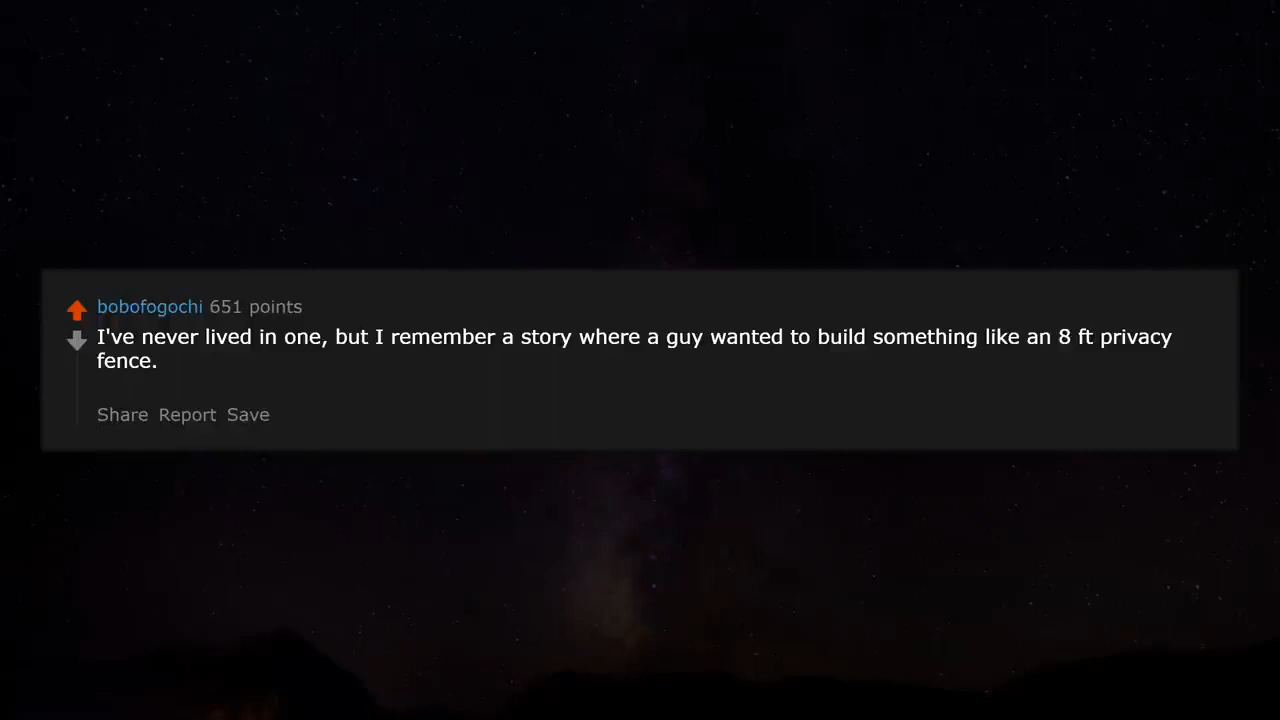 bobofogochi 651 points
I've never lived in one, but I remember a story where a guy wanted to build something like an 8 ft privacy
fence.
Share Report Save